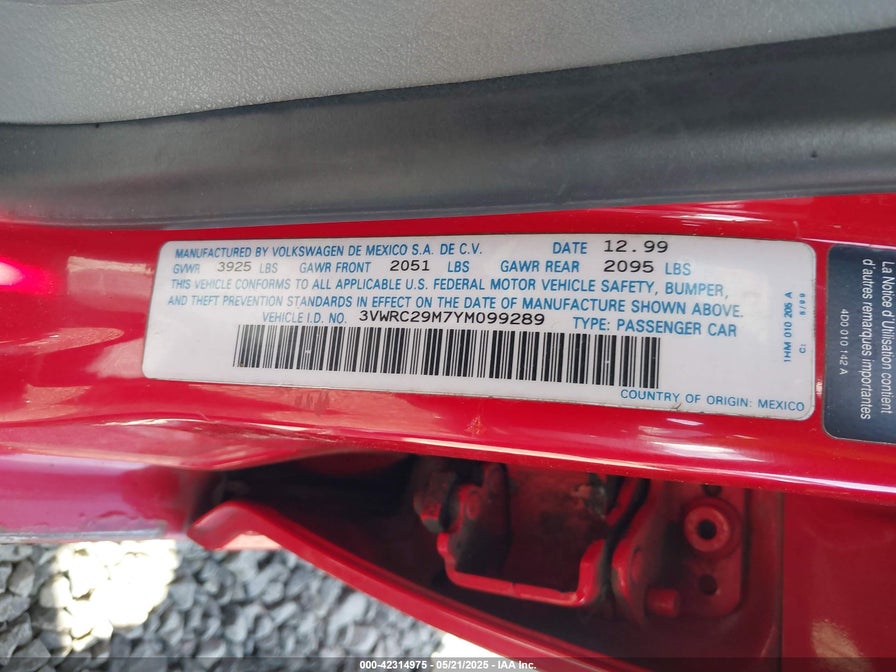 MANUFACTURED BY VOLKSWAGEN DE MEXICO S.A. DE C.V. DATE 12.99
GVWR 3925 LBS GAWR FRONT 2051 LBS GAWR REAR 2095 LBS
THIS VEHICLE CONFORMS TO ALL APPLICABLE U.S. FEDERAL MOTOR VEHICLE SAFETY, BUMPER,
AND THEFT PREVENTION STANDARDS IN EFFECT ON THE DATE OF MANUFACTURE SHOWN ABOVE.
VEHICLE I.D. NO. 3VWRC29M7YM099289 TYPE: PASSENGER CAR
COUNTRY OF ORIGIN: MEXICO
1HM 010 205 A
C: 5/99
La Notice d'Utilisation contient
d'autres remarques importantes
4D0 010 142 A
000-42314975 - 05/21/2025 - IAA Inc.